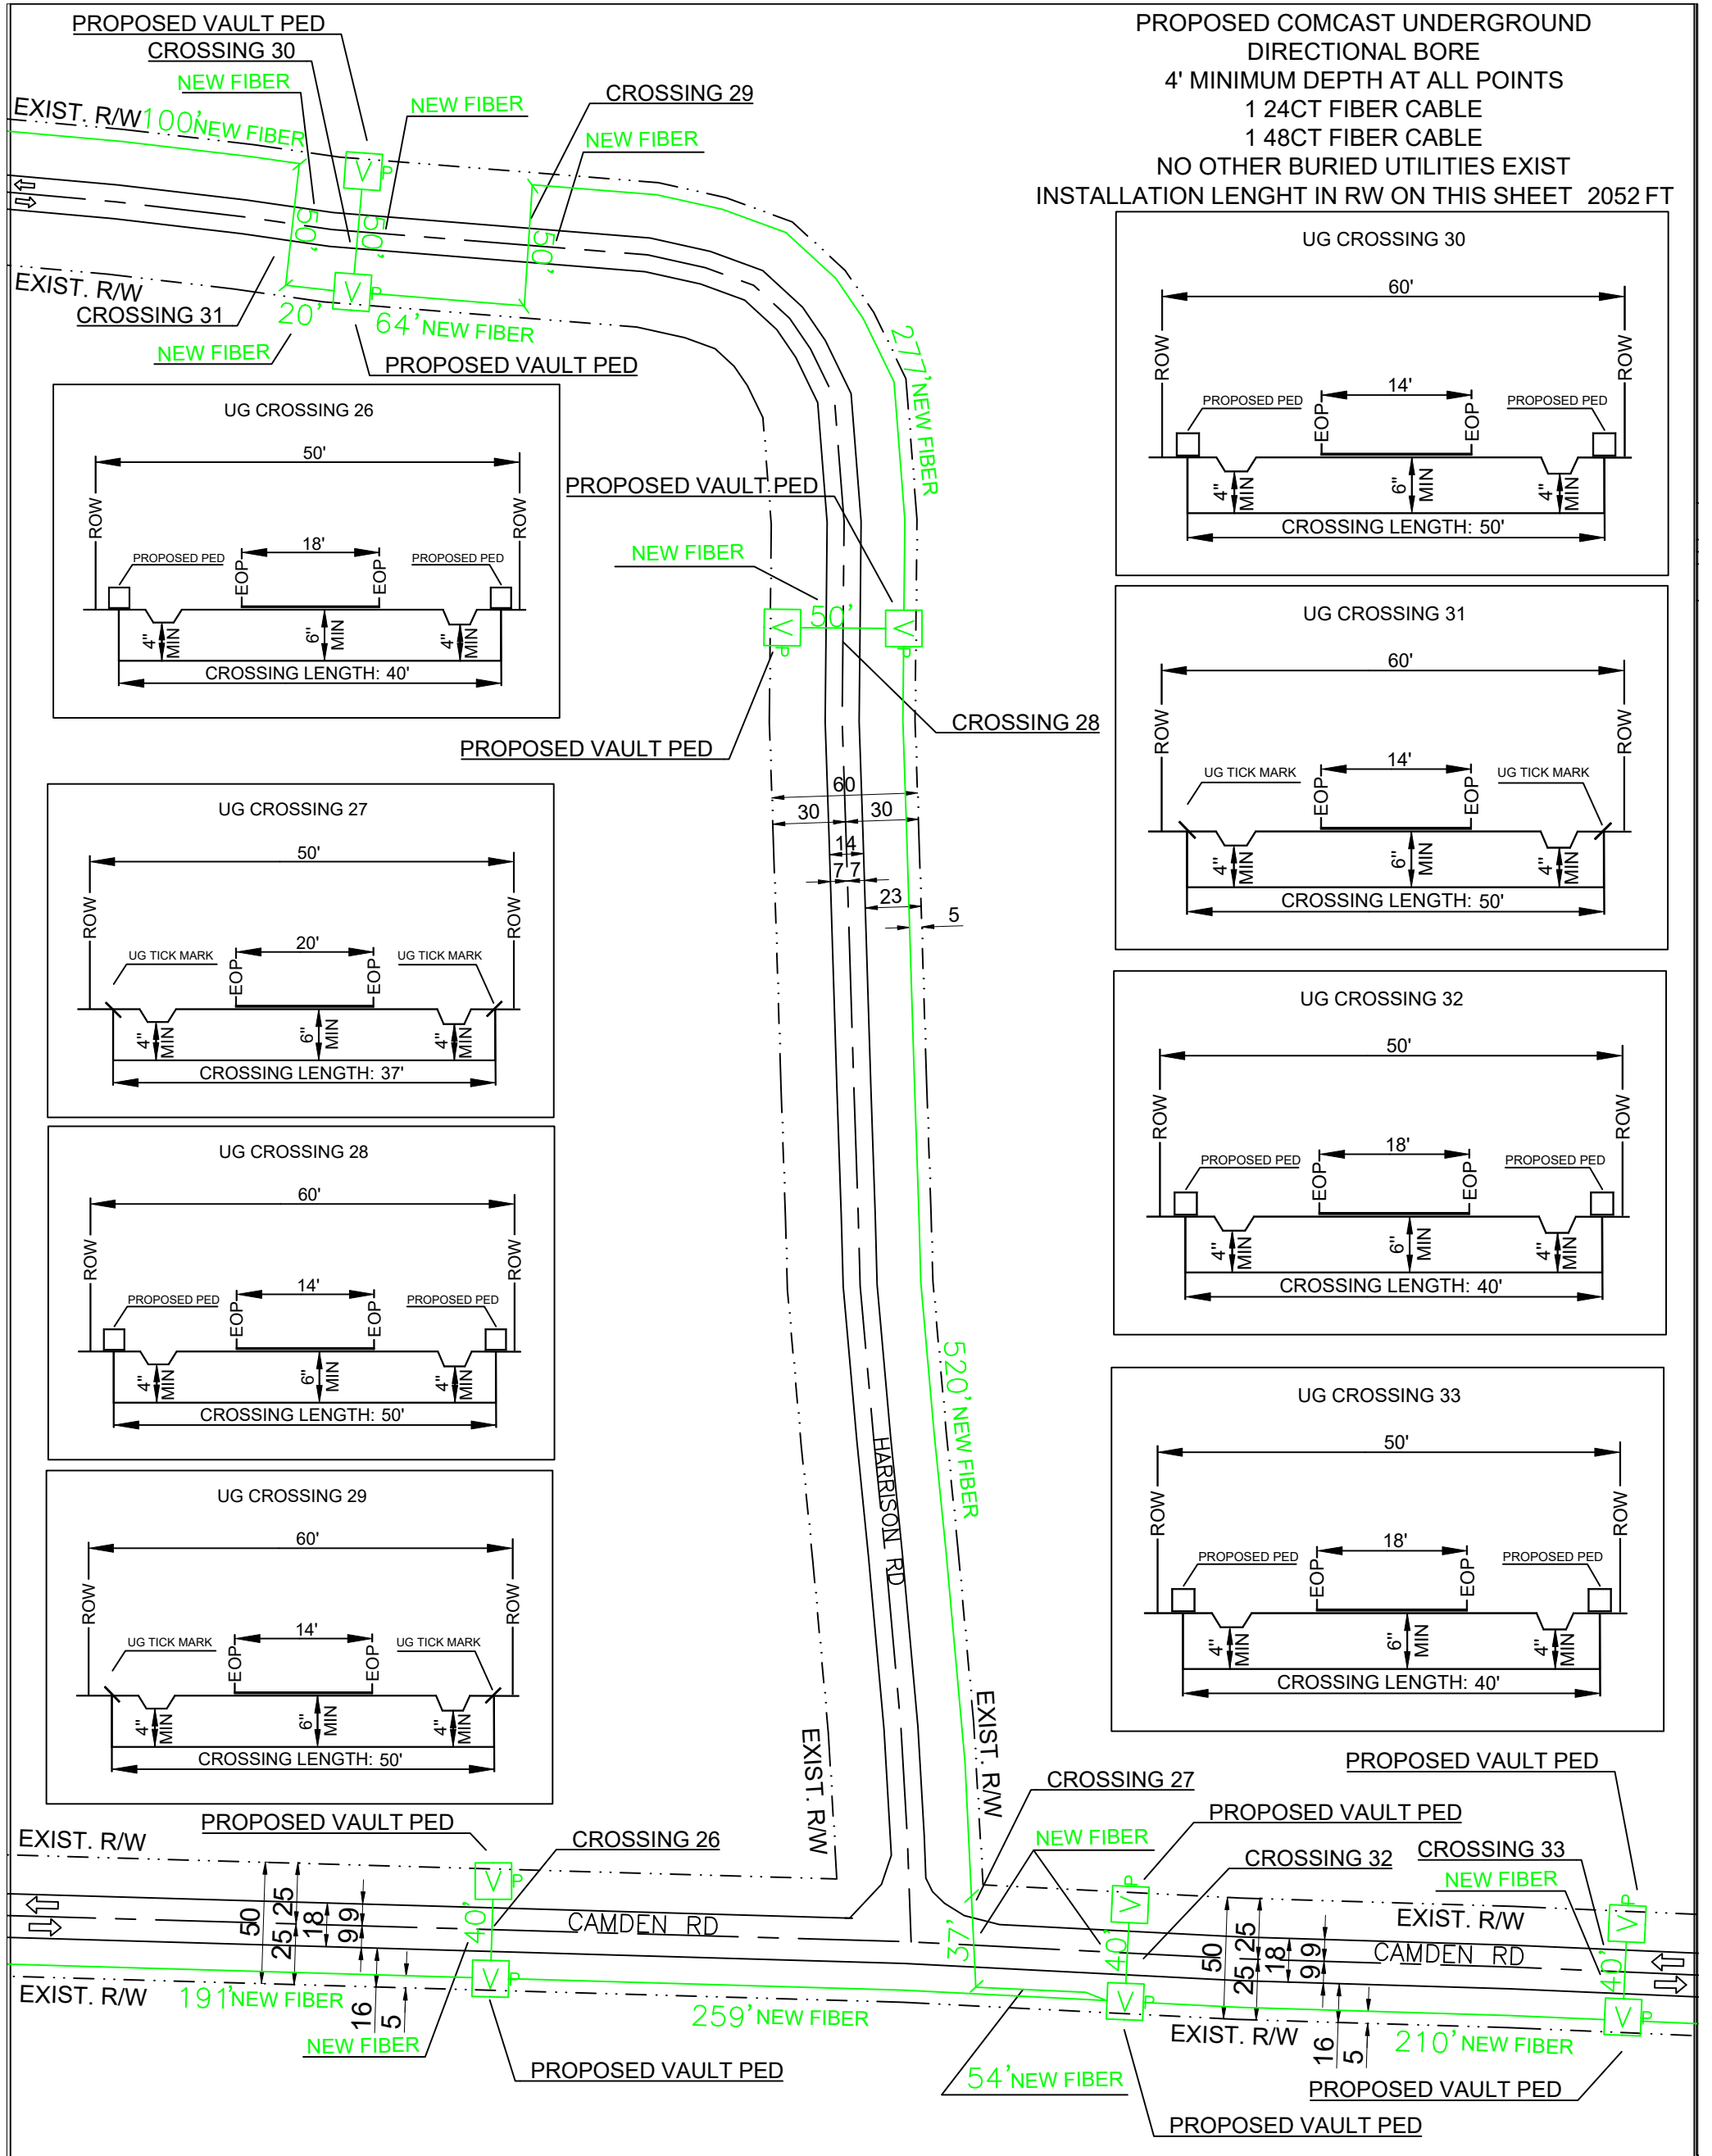 PROPOSED COMCAST UNDERGROUND
DIRECTIONAL BORE
4' MINIMUM DEPTH AT ALL POINTS
1 24CT FIBER CABLE
1 48CT FIBER CABLE
NO OTHER BURIED UTILITIES EXIST
INSTALLATION LENGHT IN RW ON THIS SHEET 2052 FT
PROPOSED VAULT PED
CROSSING 30
NEW FIBER
NEW FIBER
CROSSING 29
NEW FIBER
EXIST. R/W
100' NEW FIBER
V P
50'
50'
50'
EXIST. R/W
V P
CROSSING 31
20'
64' NEW FIBER
NEW FIBER
PROPOSED VAULT PED
277' NEW FIBER
PROPOSED VAULT PED
NEW FIBER
V P
50'
V P
CROSSING 28
PROPOSED VAULT PED
60
30
30
14
7 7
23
5
520' NEW FIBER
HARRISON RD
EXIST. R/W
EXIST. R/W
UG CROSSING 26
50'
ROW
ROW
18'
PROPOSED PED
PROPOSED PED
EOP
EOP
4" MIN
6" MIN
4" MIN
CROSSING LENGTH: 40'
UG CROSSING 27
50'
ROW
ROW
20'
UG TICK MARK
UG TICK MARK
EOP
EOP
4" MIN
6" MIN
4" MIN
CROSSING LENGTH: 37'
UG CROSSING 28
60'
ROW
ROW
14'
PROPOSED PED
PROPOSED PED
EOP
EOP
4" MIN
6" MIN
4" MIN
CROSSING LENGTH: 50'
UG CROSSING 29
60'
ROW
ROW
14'
UG TICK MARK
UG TICK MARK
EOP
EOP
4" MIN
6" MIN
4" MIN
CROSSING LENGTH: 50'
UG CROSSING 30
60'
ROW
ROW
14'
PROPOSED PED
PROPOSED PED
EOP
EOP
4" MIN
6" MIN
4" MIN
CROSSING LENGTH: 50'
UG CROSSING 31
60'
ROW
ROW
14'
UG TICK MARK
UG TICK MARK
EOP
EOP
4" MIN
6" MIN
4" MIN
CROSSING LENGTH: 50'
UG CROSSING 32
50'
ROW
ROW
18'
PROPOSED PED
PROPOSED PED
EOP
EOP
4" MIN
6" MIN
4" MIN
CROSSING LENGTH: 40'
UG CROSSING 33
50'
ROW
ROW
18'
PROPOSED PED
PROPOSED PED
EOP
EOP
4" MIN
6" MIN
4" MIN
CROSSING LENGTH: 40'
PROPOSED VAULT PED
EXIST. R/W
CROSSING 26
V P
50
25
25
18
9
9
40'
CAMDEN RD
V P
EXIST. R/W
191' NEW FIBER
16
5
NEW FIBER
259' NEW FIBER
PROPOSED VAULT PED
CROSSING 27
PROPOSED VAULT PED
PROPOSED VAULT PED
NEW FIBER
CROSSING 32
CROSSING 33
NEW FIBER
V P
V P
37'
40'
50
25
25
18
9
9
EXIST. R/W
CAMDEN RD
40'
V P
V P
EXIST. R/W
16
5
210' NEW FIBER
54' NEW FIBER
PROPOSED VAULT PED
PROPOSED VAULT PED